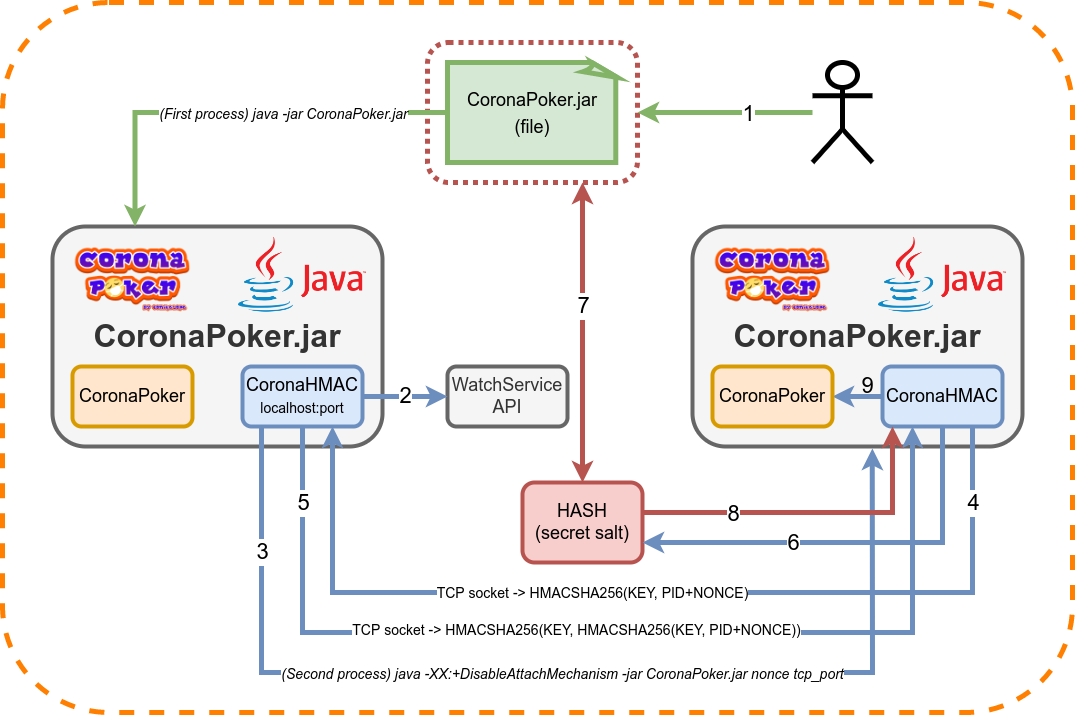 CoronaPoker.jar
(file)
1
(First process) java -jar CoronaPoker.jar
corona
poker
Java
CoronaPoker.jar
CoronaPoker
CoronaHMAC
localhost:port
2
WatchService
API
7
corona
poker
Java
CoronaPoker.jar
CoronaPoker
9
CoronaHMAC
3
5
HASH
(secret salt)
8
6
4
TCP socket -> HMACSHA256(KEY, PID+NONCE)
TCP socket -> HMACSHA256(KEY, HMACSHA256(KEY, PID+NONCE))
(Second process) java -XX:+DisableAttachMechanism -jar CoronaPoker.jar nonce tcp_port